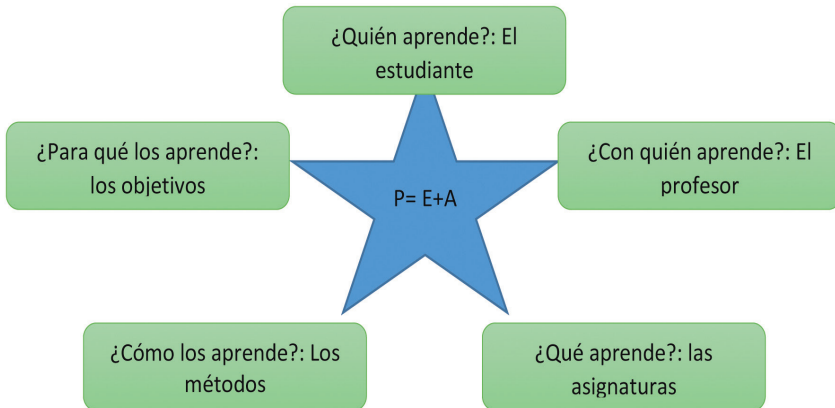 ¿Quién aprende?: El
estudiante
¿Para qué los aprende?:
los objetivos
¿Con quién aprende?: El
profesor
P= E+A
¿Cómo los aprende?: Los
métodos
¿Qué aprende?: las
asignaturas